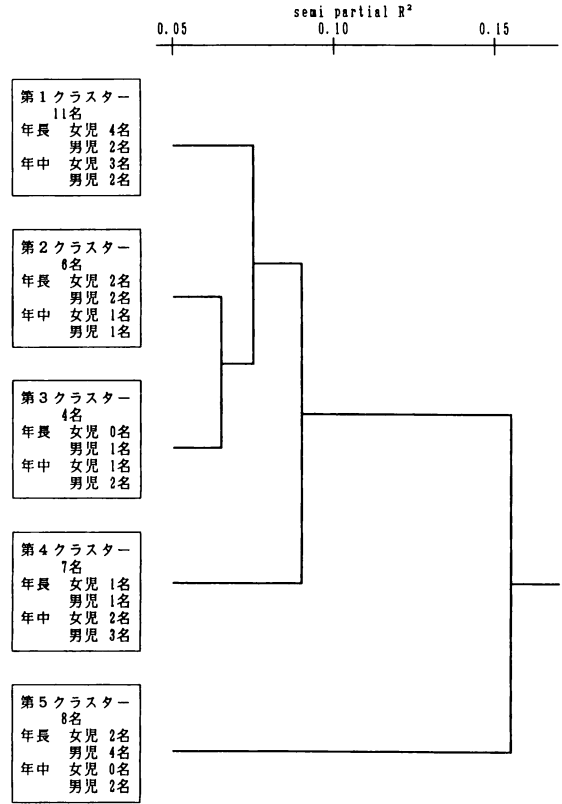 semi partial R²
0.05 0.10 0.15
第1クラスター
11名
年長 女児 4名
男児 2名
年中 女児 3名
男児 2名
第2クラスター
6名
年長 女児 2名
男児 2名
年中 女児 1名
男児 1名
第3クラスター
4名
年長 女児 0名
男児 1名
年中 女児 1名
男児 2名
第4クラスター
7名
年長 女児 1名
男児 1名
年中 女児 2名
男児 3名
第5クラスター
8名
年長 女児 2名
男児 4名
年中 女児 0名
男児 2名